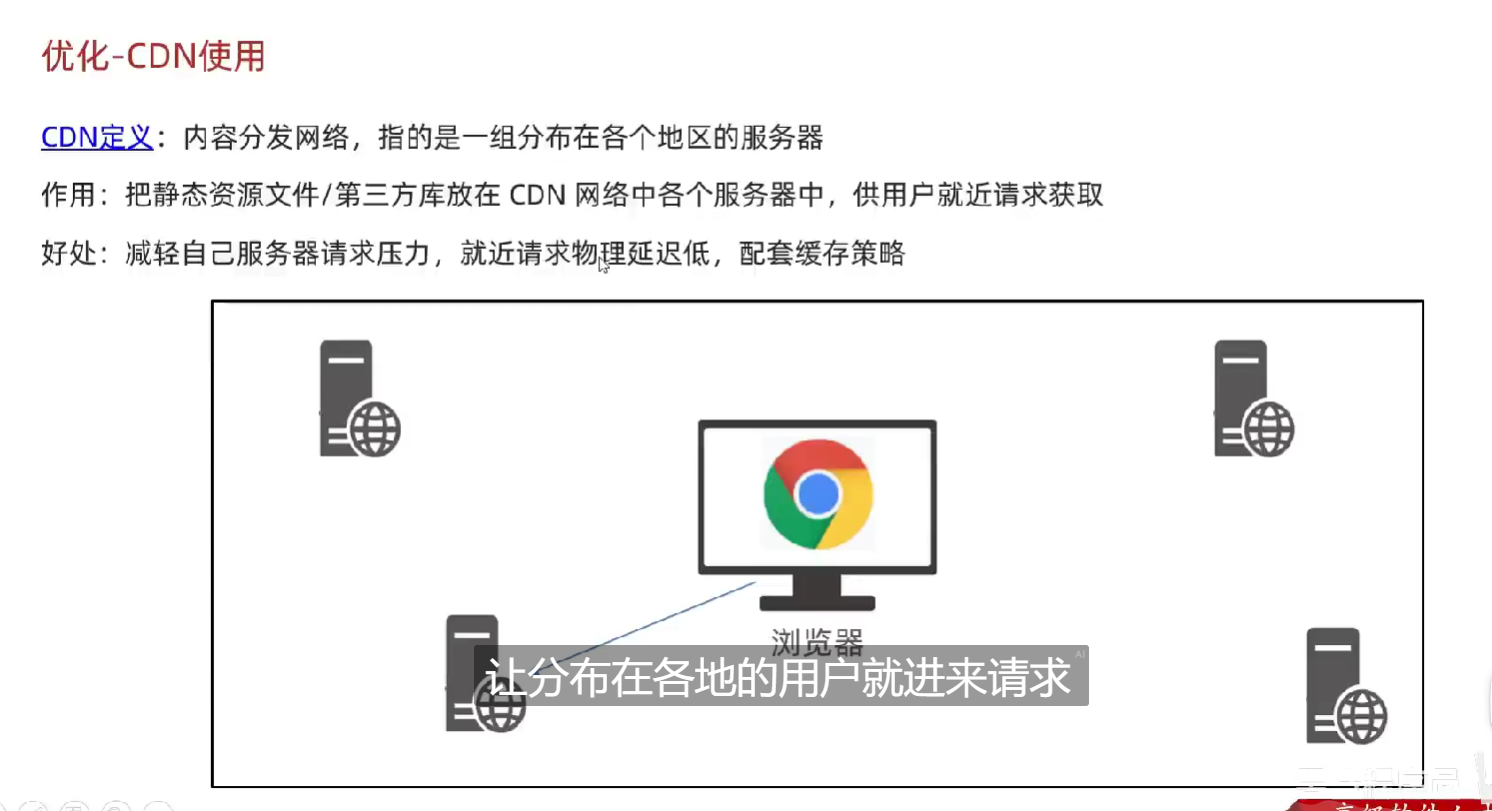 优化-CDN使用
CDN定义：内容分发网络，指的是一组分布在各个地区的服务器
作用：把静态资源文件/第三方库放在 CDN 网络中各个服务器中，供用户就近请求获取
好处：减轻自己服务器请求压力，就近请求物理延迟低，配套缓存策略
浏览器
让分布在各地的用户就进来请求
AI